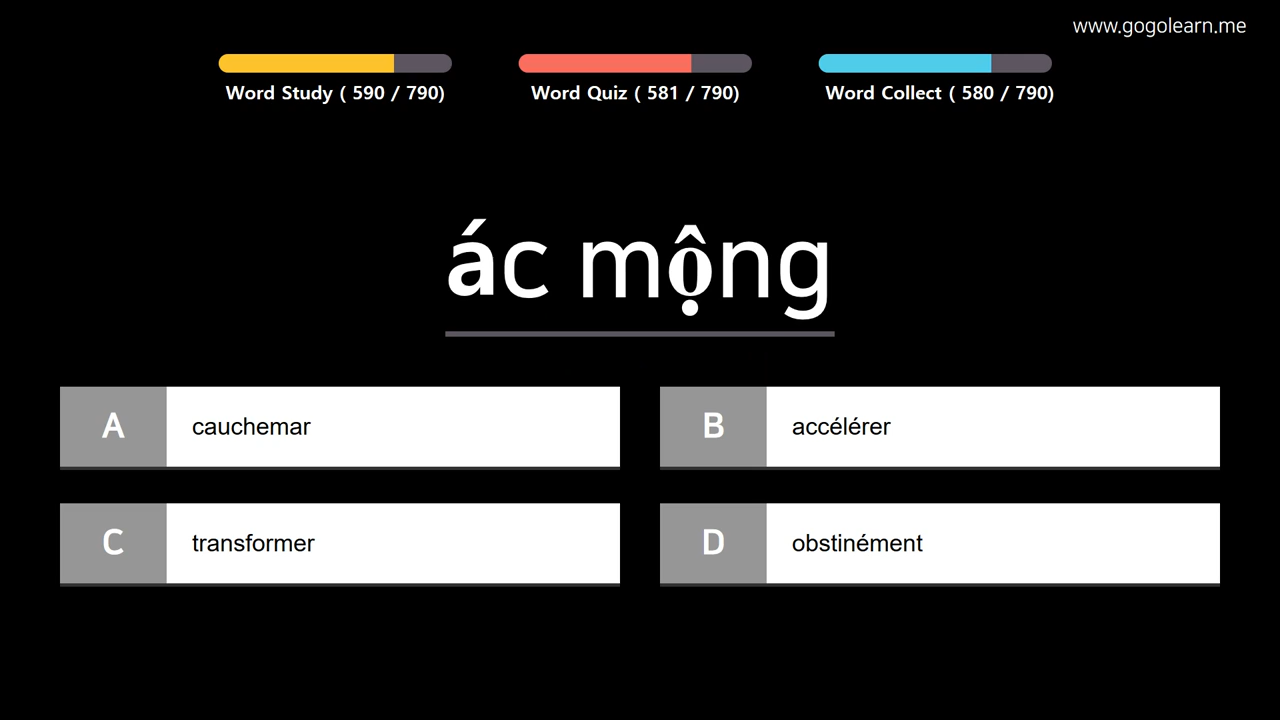 www.gogolearn.me
Word Study ( 590 / 790)
Word Quiz ( 581 / 790)
Word Collect ( 580 / 790)
ác mộng
A cauchemar
B accélérer
C transformer
D obstinément